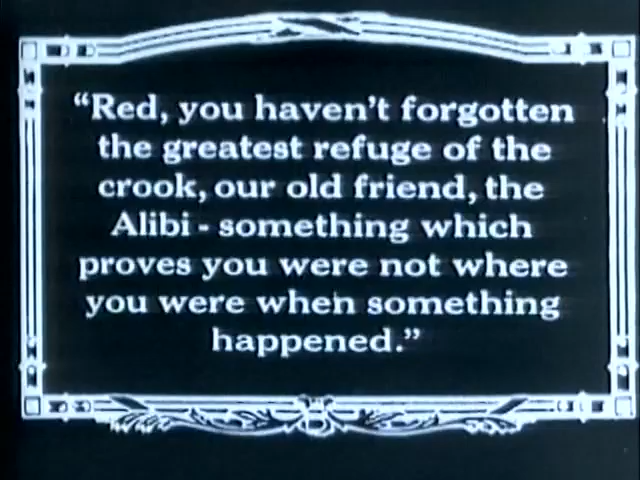 “Red, you haven’t forgotten
the greatest refuge of the
crook, our old friend, the
Alibi - something which
proves you were not where
you were when something
happened.”